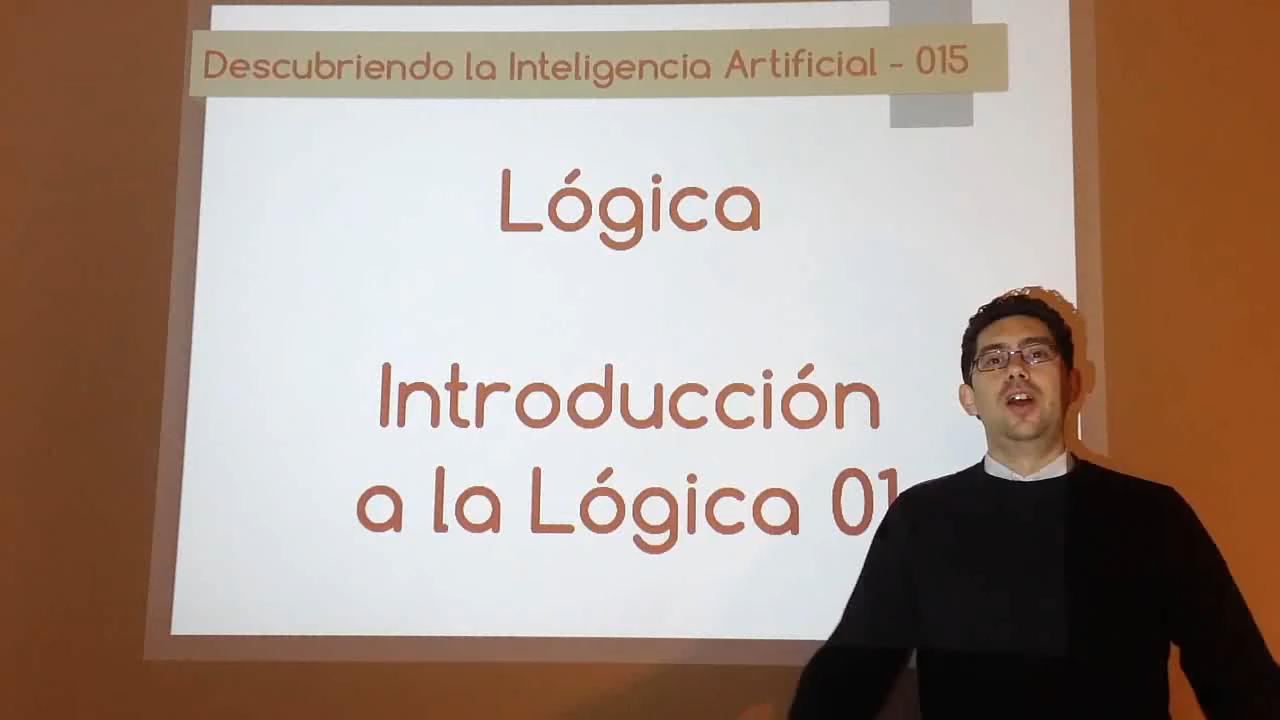 Descubriendo la Inteligencia Artificial - 015
Lógica
Introducción
a la Lógica 01